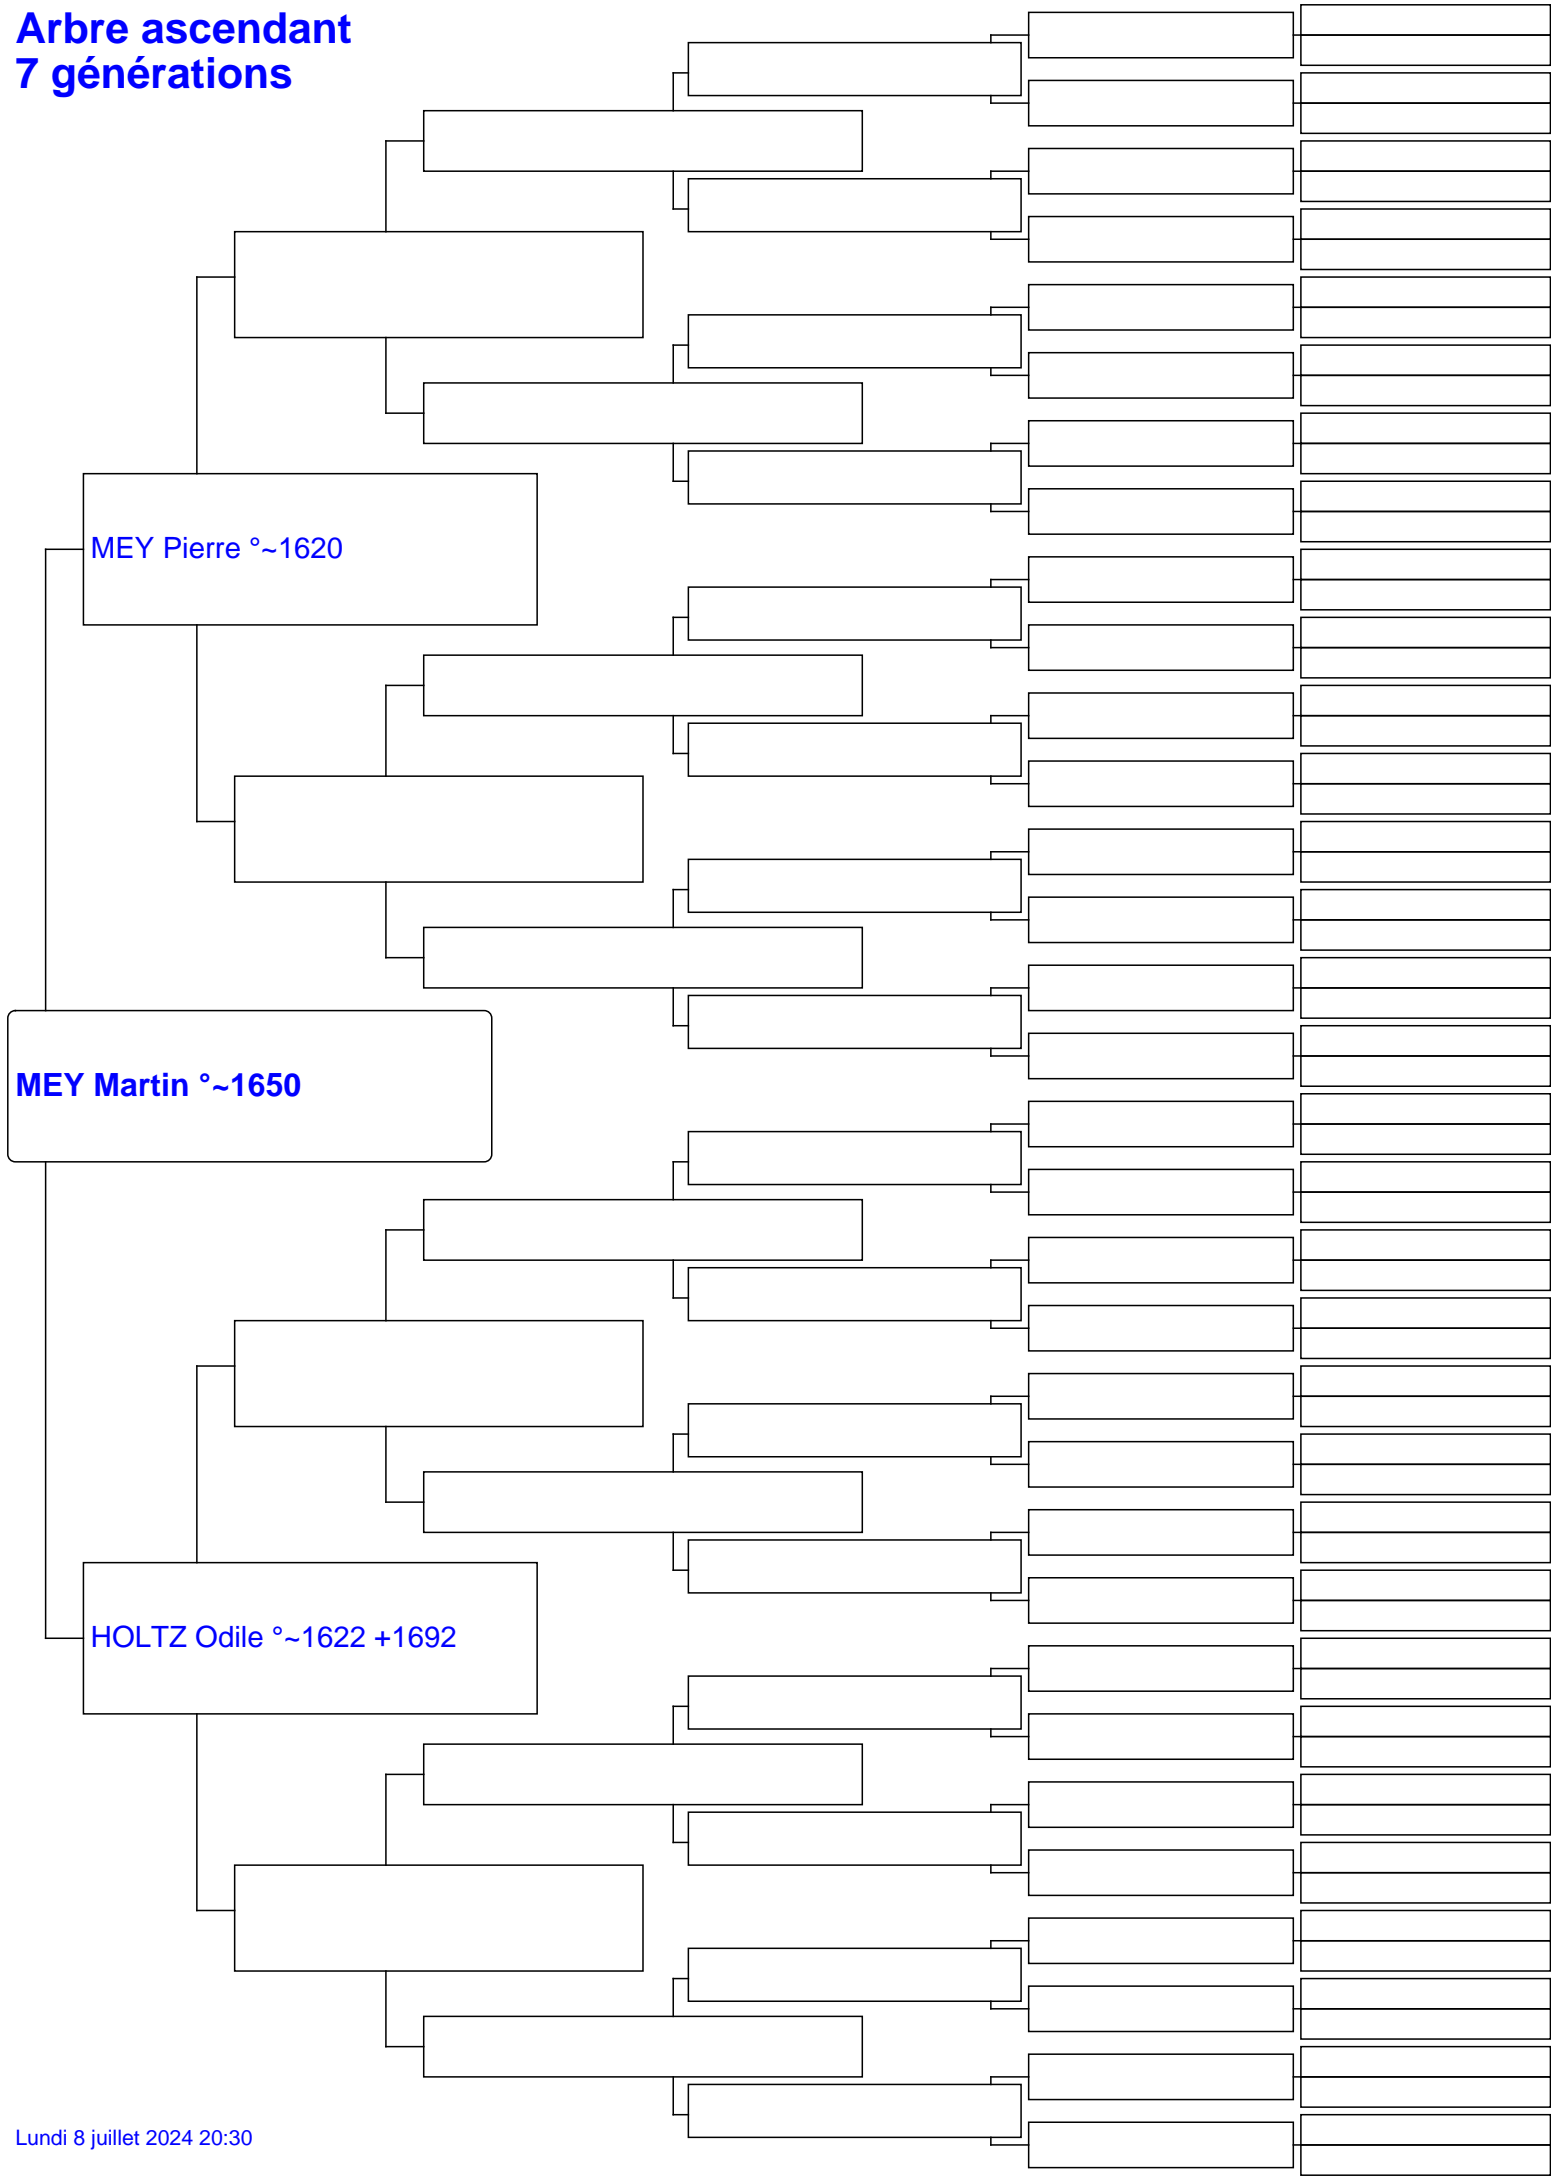 Arbre ascendant
7 générations
MEY Pierre °~1620
MEY Martin °~1650
HOLTZ Odile °~1622 +1692
Lundi 8 juillet 2024 20:30